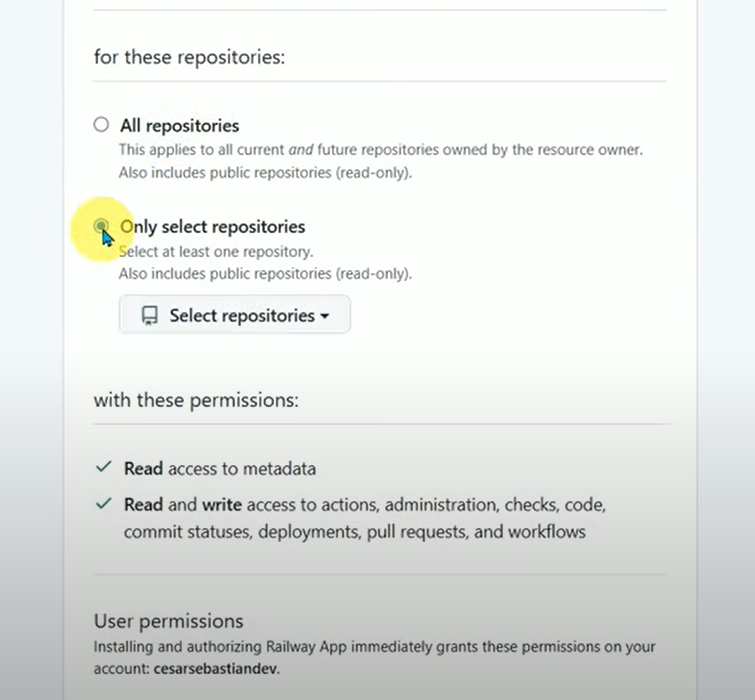 for these repositories:
All repositories
This applies to all current and future repositories owned by the resource owner.
Also includes public repositories (read-only).
Only select repositories
Select at least one repository.
Also includes public repositories (read-only).
Select repositories
with these permissions:
Read access to metadata
Read and write access to actions, administration, checks, code,
commit statuses, deployments, pull requests, and workflows
User permissions
Installing and authorizing Railway App immediately grants these permissions on your
account: cesarsebastiandev.